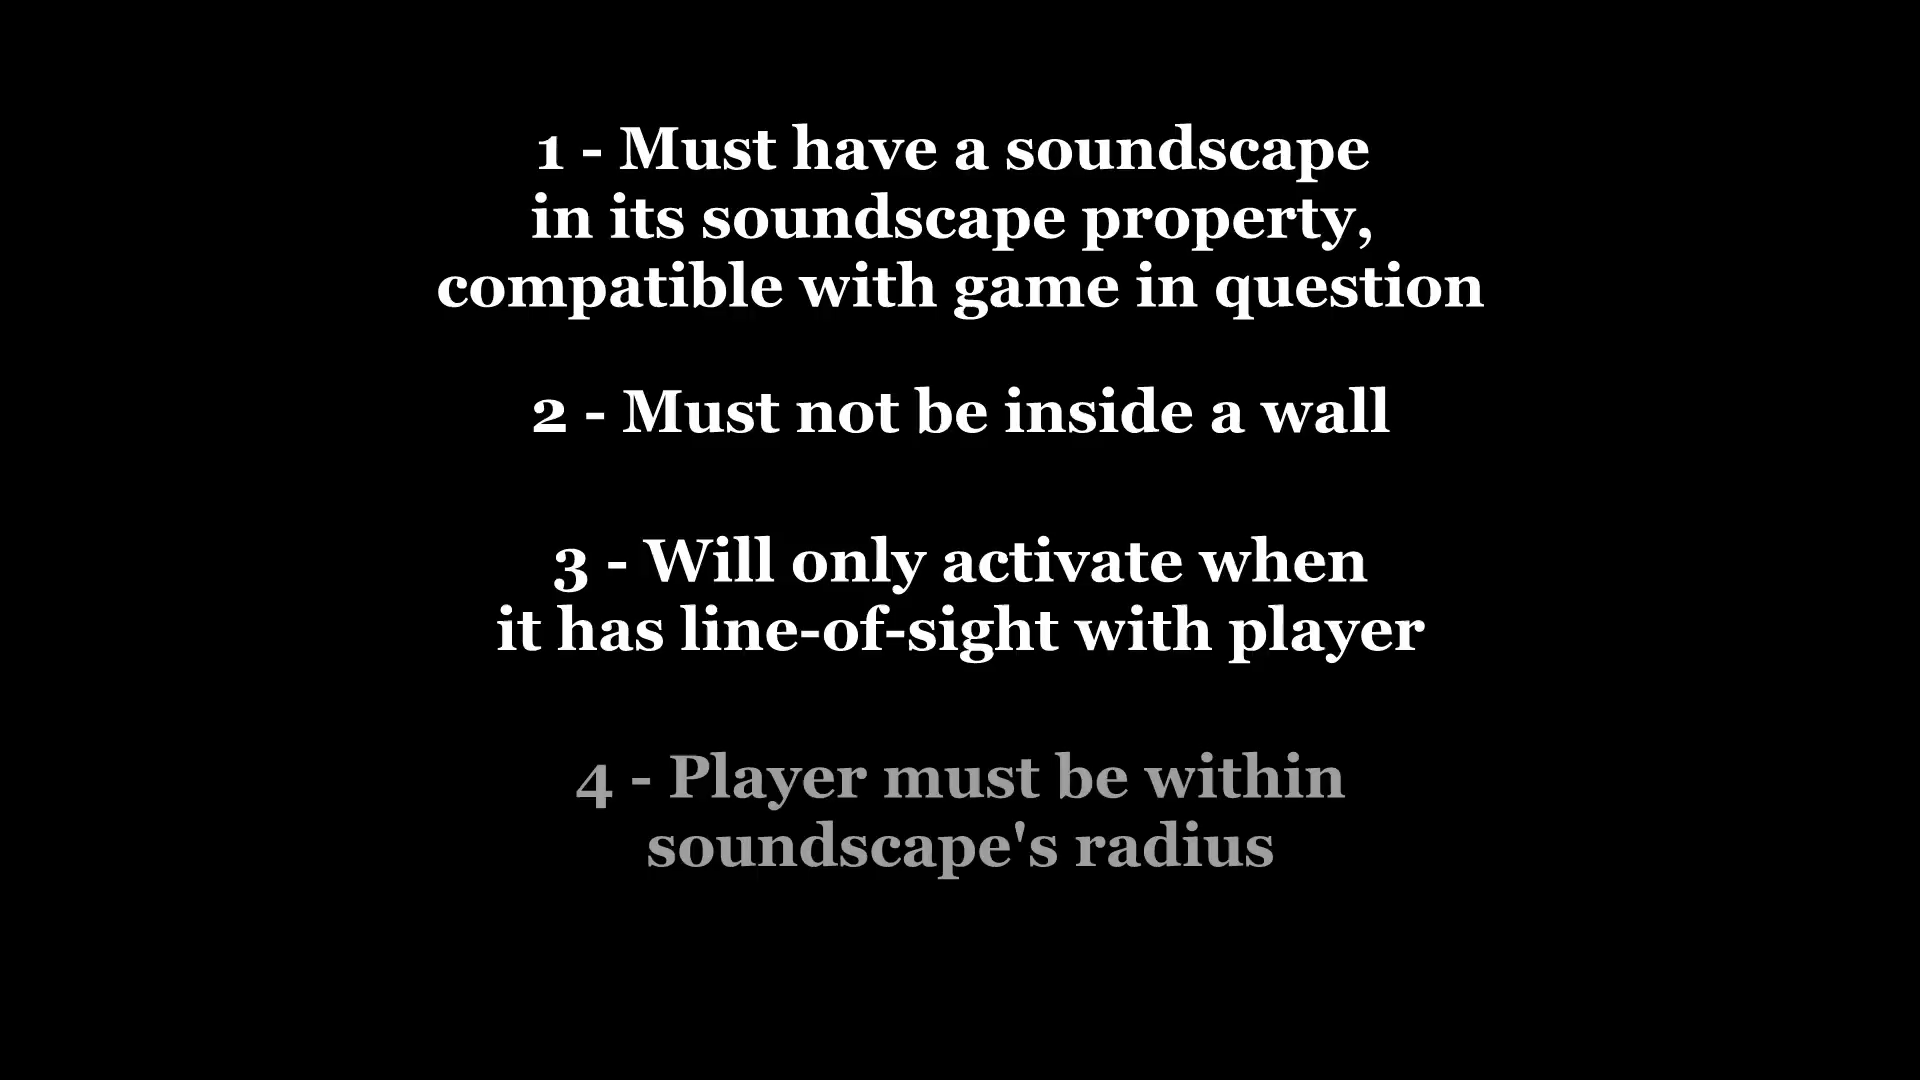 1 - Must have a soundscape
in its soundscape property,
compatible with game in question
2 - Must not be inside a wall
3 - Will only activate when
it has line-of-sight with player
4 - Player must be within
soundscape's radius